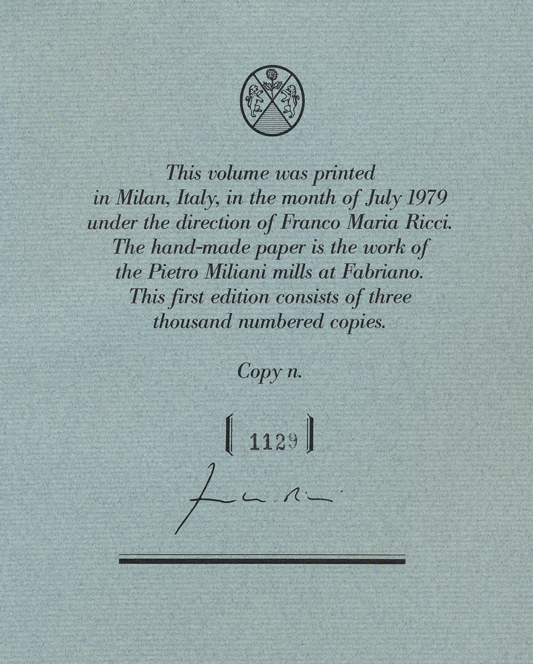 This volume was printed
in Milan, Italy, in the month of July 1979
under the direction of Franco Maria Ricci.
The hand-made paper is the work of
the Pietro Miliani mills at Fabriano.
This first edition consists of three
thousand numbered copies.
Copy n.
1129